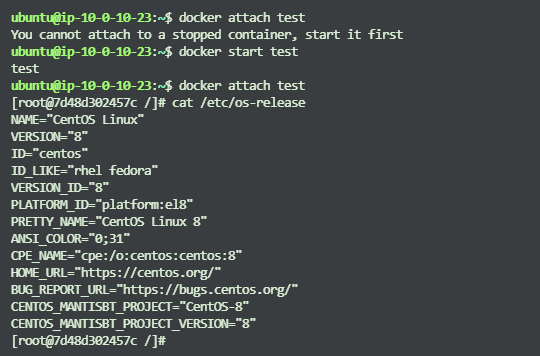 ubuntu@ip-10-0-10-23:~$ docker attach test
You cannot attach to a stopped container, start it first
ubuntu@ip-10-0-10-23:~$ docker start test
test
ubuntu@ip-10-0-10-23:~$ docker attach test
[root@7d48d302457c /]# cat /etc/os-release
NAME="CentOS Linux"
VERSION="8"
ID="centos"
ID_LIKE="rhel fedora"
VERSION_ID="8"
PLATFORM_ID="platform:el8"
PRETTY_NAME="CentOS Linux 8"
ANSI_COLOR="0;31"
CPE_NAME="cpe:/o:centos:centos:8"
HOME_URL="https://centos.org/"
BUG_REPORT_URL="https://bugs.centos.org/"
CENTOS_MANTISBT_PROJECT="CentOS-8"
CENTOS_MANTISBT_PROJECT_VERSION="8"
[root@7d48d302457c /]#